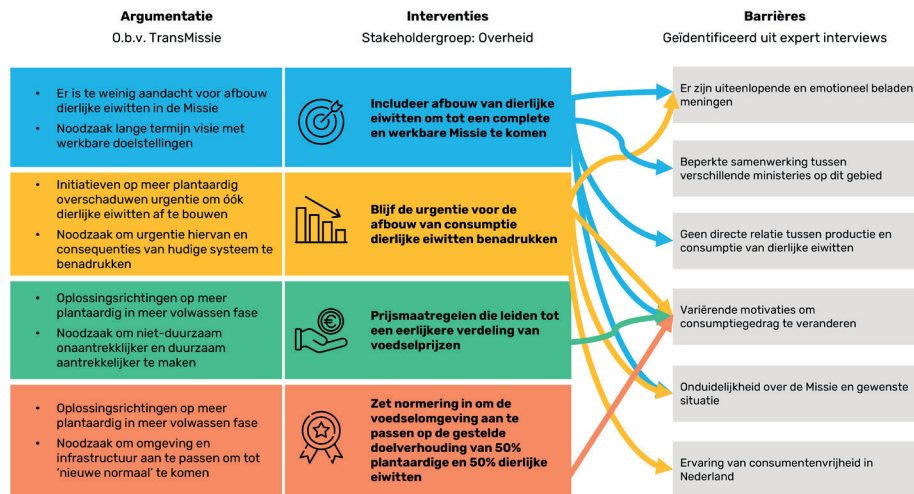 Argumentatie
O.b.v. TransMissie
Interventies
Stakeholdergroep: Overheid
Barrières
Geïdentificeerd uit expert interviews
• Er is te weinig aandacht voor afbouw
dierlijke eiwitten in de Missie
• Noodzaak lange termijn visie met
werkbare doelstellingen
Includeer afbouw van dierlijke
eiwitten om tot een complete
en werkbare Missie te komen
• Initiatieven op meer plantaardig
overschaduwen urgentie om óók
dierlijke eiwitten af te bouwen
• Noodzaak om urgentie hiervan en
consequenties van hudige systeem te
benadrukken
Blijf de urgentie voor de
afbouw van consumptie
dierlijke eiwitten benadrukken
• Oplossingsrichtingen op meer
plantaardig in meer volwassen fase
• Noodzaak om niet-duurzaam
onaantrekklijker en duurzaam
aantrekkelijker te maken
€
Prijsmaatregelen die leiden tot
een eerlijkere verdeling van
voedselprijzen
• Oplossingsrichtingen op meer
plantaardig in meer volwassen fase
• Noodzaak om omgeving en
infrastructuur aan te passen om tot
'nieuwe normaal' te komen
Zet normering in om de
voedselomgeving aan te
passen op de gestelde
doelverhouding van 50%
plantaardige en 50% dierlijke
eiwitten
Er zijn uiteenlopende en emotioneel beladen
meningen
Beperkte samenwerking tussen
verschillende ministeries op dit gebied
Geen directe relatie tussen productie en
consumptie van dierlijke eiwitten
Variërende motivaties om
consumptiegedrag te veranderen
Onduidelijkheid over de Missie en gewenste
situatie
Ervaring van consumentenvrijheid in
Nederland